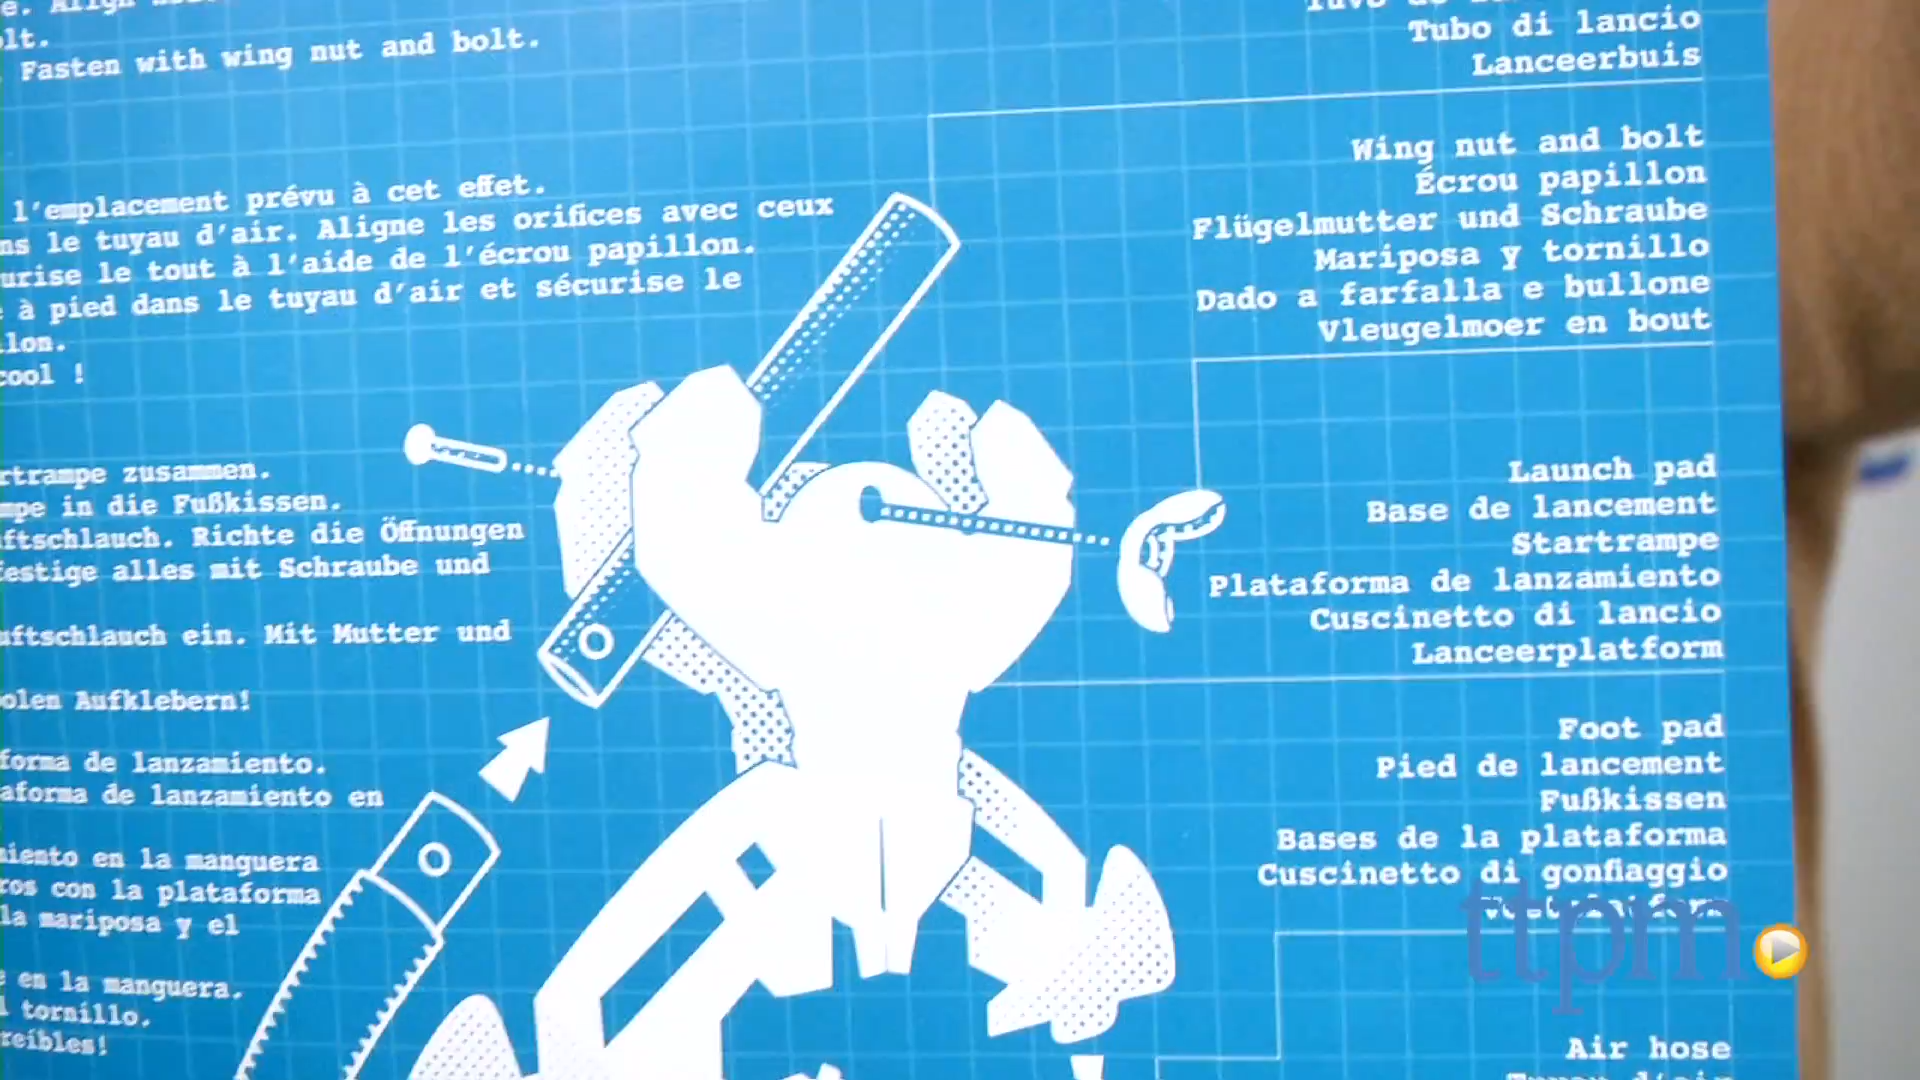 lt.
Fasten with wing nut and bolt.
l'emplacement prévu à cet effet.
ns le tuyau d'air. Aligne les orifices avec ceux
urise le tout à l'aide de l'écrou papillon.
à pied dans le tuyau d'air et sécurise le
lon.
cool !
rtrampe zusammen.
mpe in die Fußkissen.
ftschlauch. Richte die Öffnungen
estige alles mit Schraube und
uftschlauch ein. Mit Mutter und
olen Aufklebern!
forma de lanzamiento.
aforma de lanzamiento en
miento en la manguera
ros con la plataforma
la mariposa y el
e en la manguera.
l tornillo.
reíbles!
Tubo di lancio
Lanceerbuis
Wing nut and bolt
Écrou papillon
Flügelmutter und Schraube
Mariposa y tornillo
Dado a farfalla e bullone
Vleugelmoer en bout
Launch pad
Base de lancement
Startrampe
Plataforma de lanzamiento
Cuscinetto di lancio
Lanceerplatform
Foot pad
Pied de lancement
Fußkissen
Bases de la plataforma
Cuscinetto di gonfiaggio
ttpm
Air hose